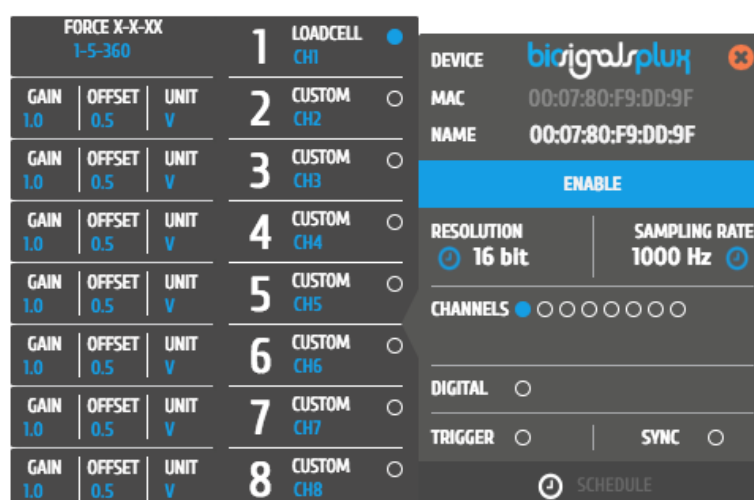 FORCE X-X-XX
1-5-360
1 LOADCELL
CH1
GAIN OFFSET UNIT
1.0 0.5 V
2 CUSTOM
CH2
GAIN OFFSET UNIT
1.0 0.5 V
3 CUSTOM
CH3
GAIN OFFSET UNIT
1.0 0.5 V
4 CUSTOM
CH4
GAIN OFFSET UNIT
1.0 0.5 V
5 CUSTOM
CH5
GAIN OFFSET UNIT
1.0 0.5 V
6 CUSTOM
CH6
GAIN OFFSET UNIT
1.0 0.5 V
7 CUSTOM
CH7
GAIN OFFSET UNIT
1.0 0.5 V
8 CUSTOM
CH8
DEVICE biosignalsplux
MAC 00:07:80:F9:DD:9F
NAME 00:07:80:F9:DD:9F
ENABLE
RESOLUTION SAMPLING RATE
16 bit 1000 Hz
CHANNELS
DIGITAL
TRIGGER SYNC
SCHEDULE